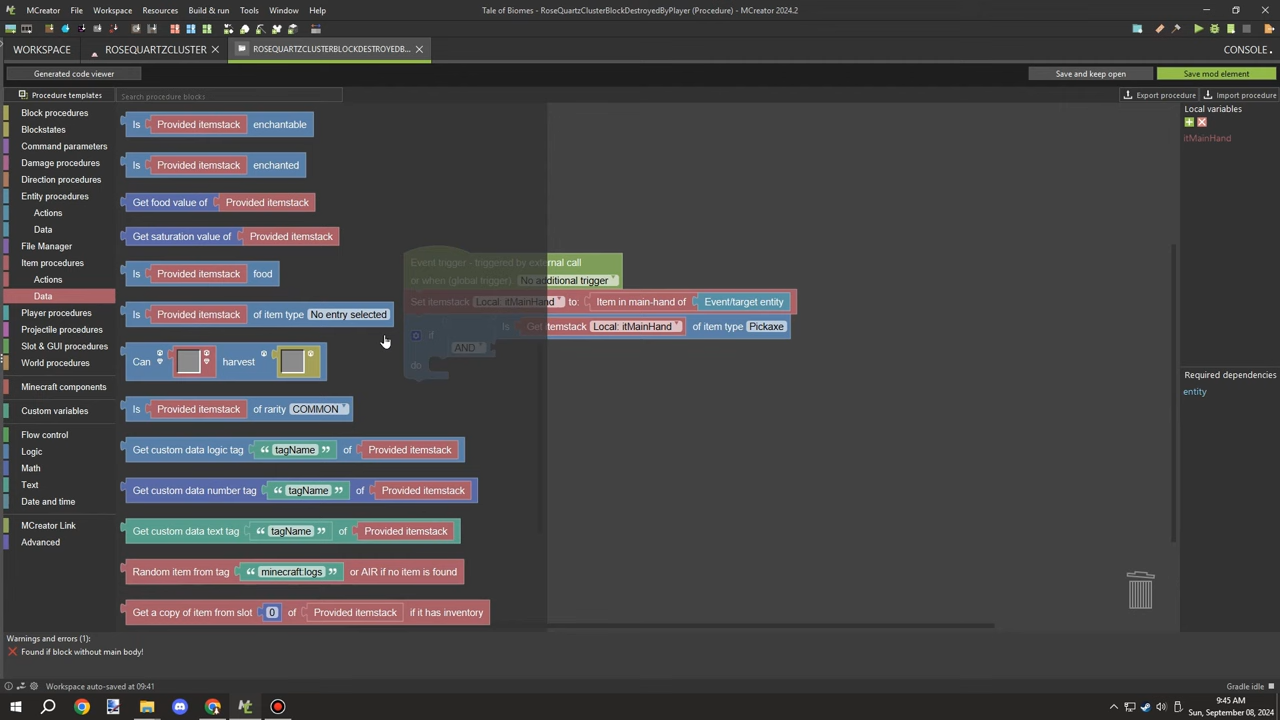 Tale of Biomes - RoseQuartzClusterBlockDestroyedByPlayer (Procedure) - MCreator 2024.2
MCreator File Edit Workspace Resources Build & run Tools Window Help
WORKSPACE ROSEQUARTZCLUSTER ROSEQUARTZCLUSTERBLOCKDESTROYEDB... CONSOLE
Generated code viewer Save and keep open Save mod element
Procedure templates Search procedure blocks Export procedure Import procedure
Block procedures
Blockstates
Command parameters
Damage procedures
Direction procedures
Entity procedures
Actions
Data
File Manager
Item procedures
Actions
Data
Player procedures
Projectile procedures
Slot & GUI procedures
World procedures
Minecraft components
Custom variables
Flow control
Logic
Math
Text
Date and time
MCreator Link
Advanced
Is Provided itemstack enchantable
Is Provided itemstack enchanted
Get food value of Provided itemstack
Get saturation value of Provided itemstack
Is Provided itemstack food
Is Provided itemstack of item type No entry selected
Can harvest
Is Provided itemstack of rarity COMMON
Get custom data logic tag “ tagName ” of Provided itemstack
Get custom data number tag “ tagName ” of Provided itemstack
Get custom data text tag “ tagName ” of Provided itemstack
Random item from tag “ minecraft:logs ” or AIR if no item is found
Get a copy of item from slot 0 of Provided itemstack if it has inventory
Event trigger - triggered by external call
or when (global trigger): No additional trigger
Set itemstack Local: itMainHand to: Item in main-hand of Event/target entity
if Is Get itemstack Local: itMainHand of item type Pickaxe
AND
do
Local variables
itMainHand
Required dependencies
entity
Warnings and errors (1):
Found if block without main body!
Workspace auto-saved at 09:41 Gradle idle
9:45 AM
Sun, September 08, 2024